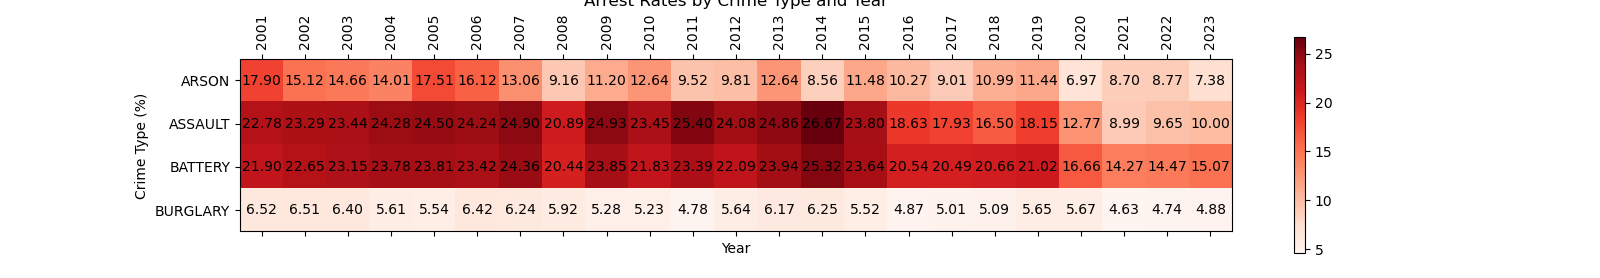 Arrest Rates by Crime Type and Year
2001 2002 2003 2004 2005 2006 2007 2008 2009 2010 2011 2012 2013 2014 2015 2016 2017 2018 2019 2020 2021 2022 2023
ARSON 17.90 15.12 14.66 14.01 17.51 16.12 13.06 9.16 11.20 12.64 9.52 9.81 12.64 8.56 11.48 10.27 9.01 10.99 11.44 6.97 8.70 8.77 7.38
ASSAULT 22.78 23.29 23.44 24.28 24.50 24.24 24.90 20.89 24.93 23.45 25.40 24.08 24.86 26.67 23.80 18.63 17.93 16.50 18.15 12.77 8.99 9.65 10.00
BATTERY 21.90 22.65 23.15 23.78 23.81 23.42 24.36 20.44 23.85 21.83 23.39 22.09 23.94 25.32 23.64 20.54 20.49 20.66 21.02 16.66 14.27 14.47 15.07
BURGLARY 6.52 6.51 6.40 5.61 5.54 6.42 6.24 5.92 5.28 5.23 4.78 5.64 6.17 6.25 5.52 4.87 5.01 5.09 5.65 5.67 4.63 4.74 4.88
Crime Type (%)
Year
25
20
15
10
5